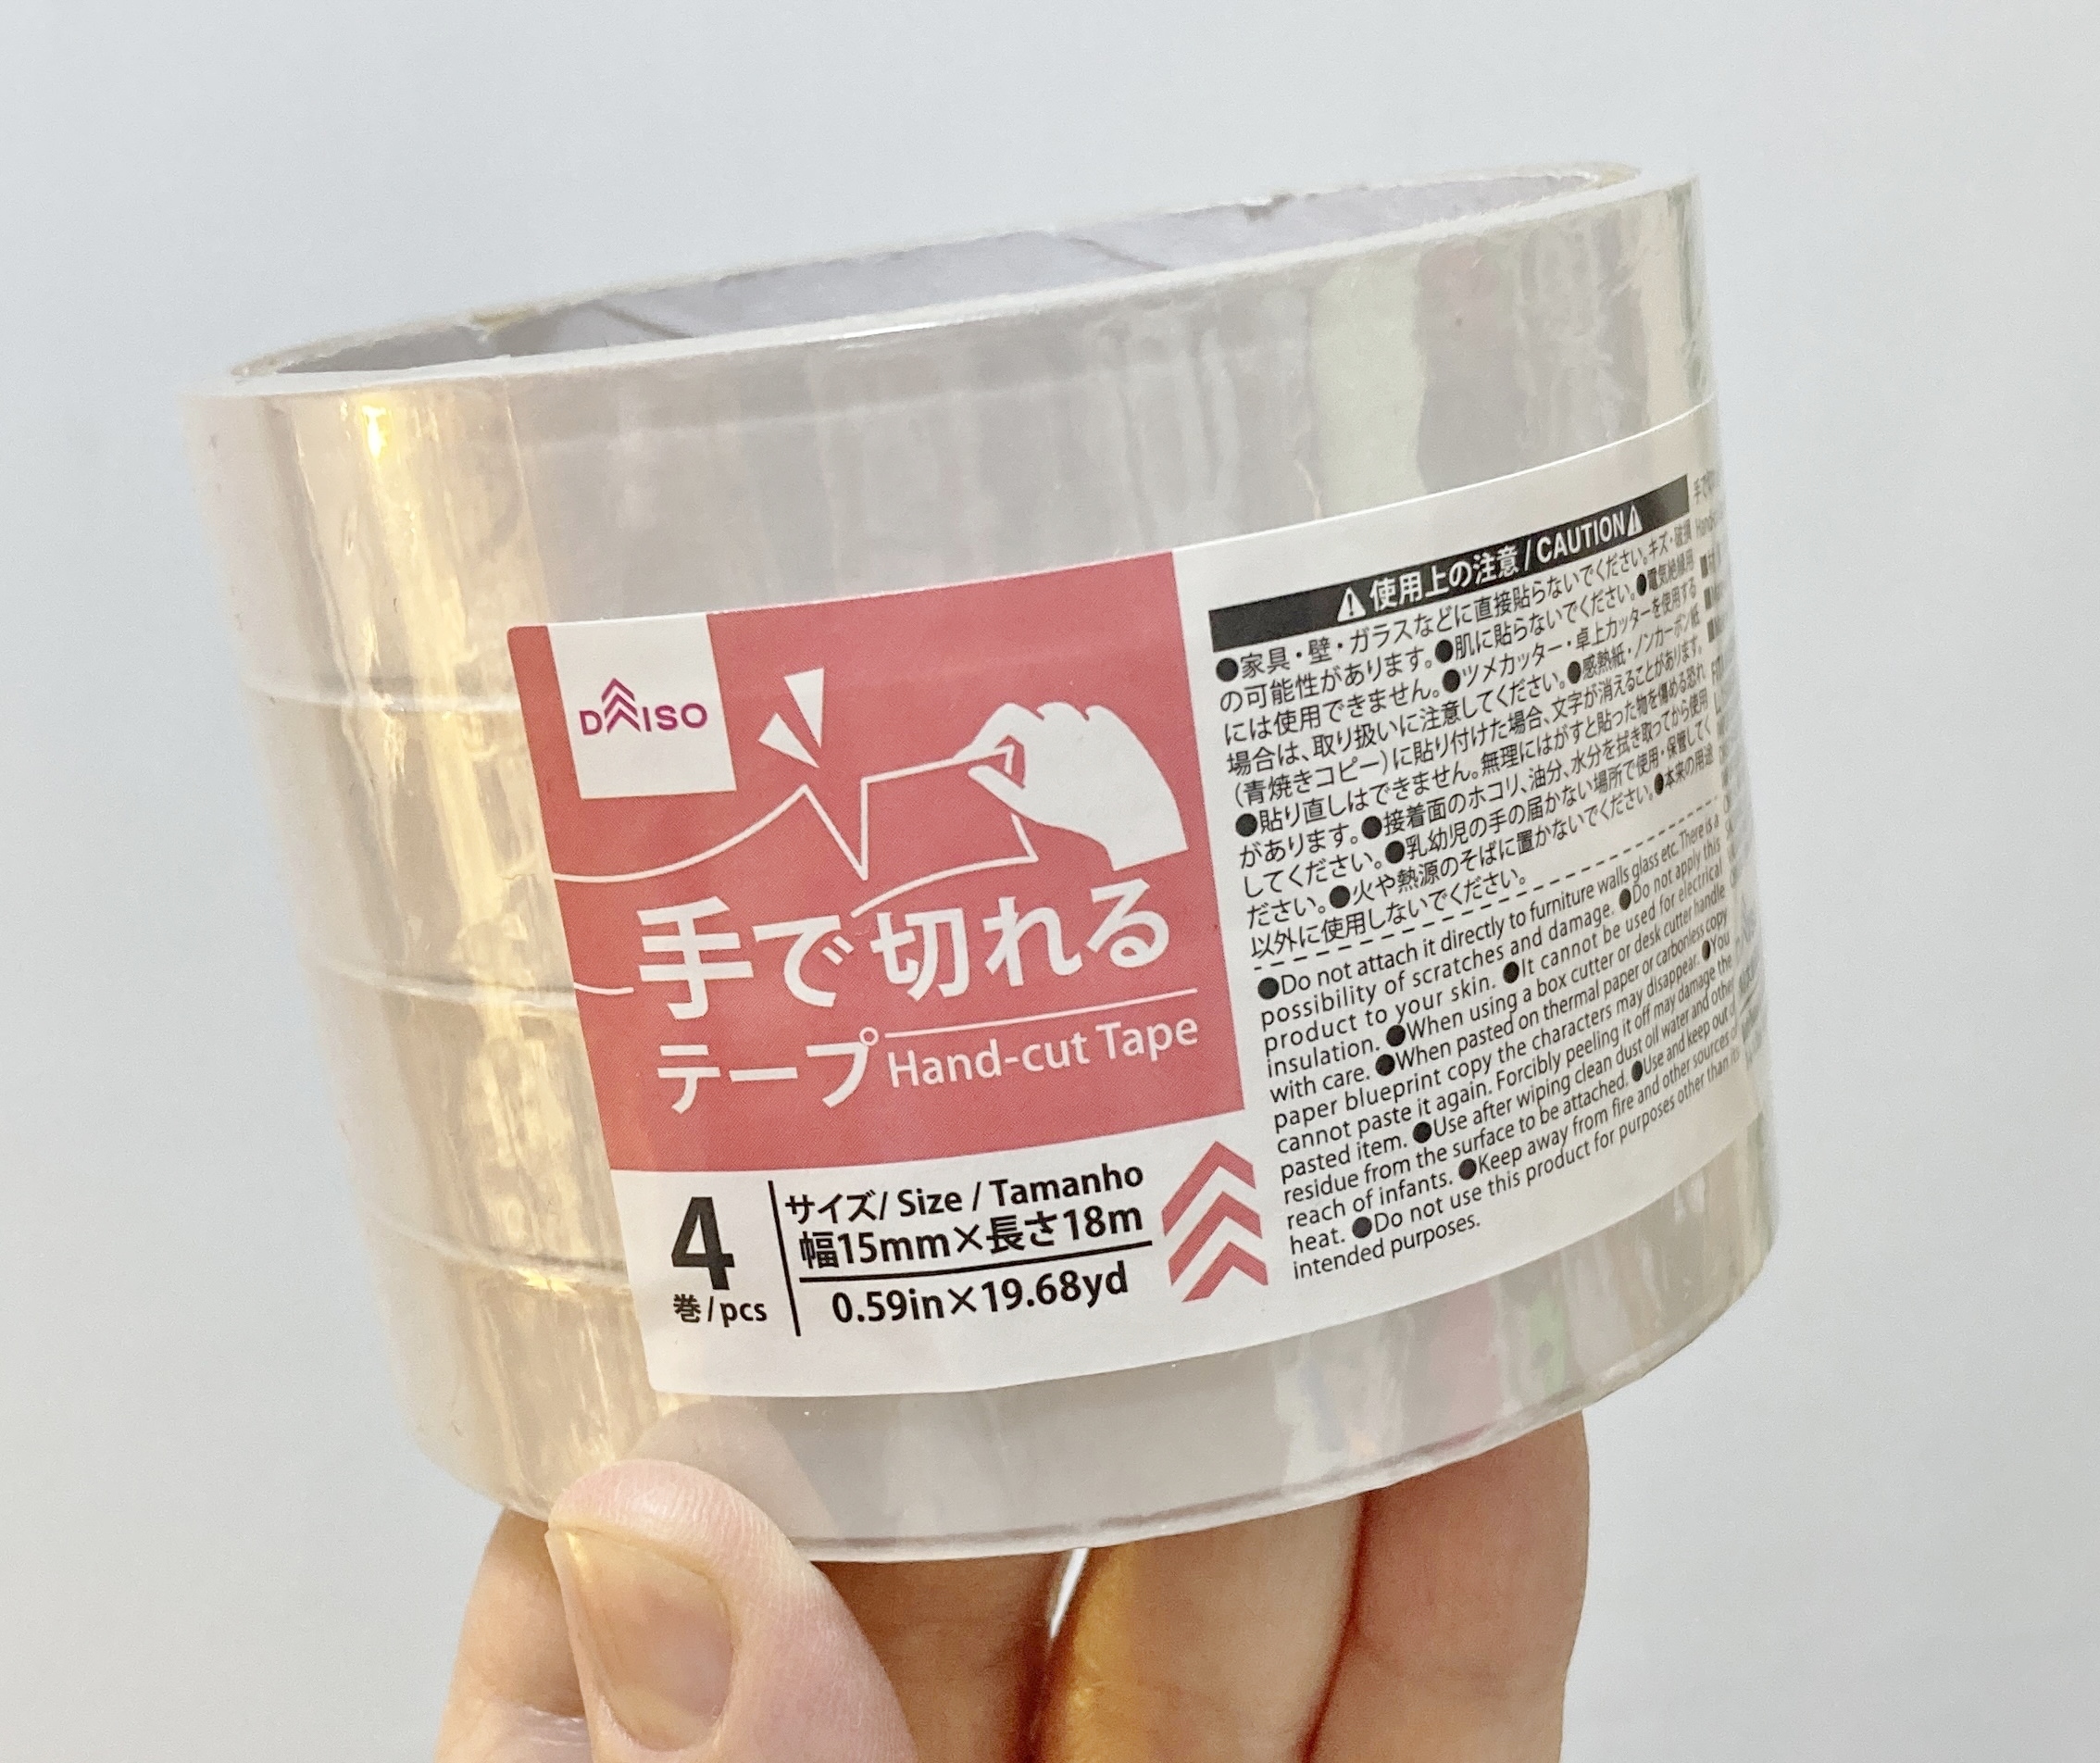 DAISO
手で切れる
テープ Hand-cut Tape
4
巻/pcs
サイズ/ Size / Tamanho
幅15mm×長さ18m
0.59in×19.68yd
使用上の注意 / CAUTION
●家具・壁・ガラスなどに直接貼らないでください。キズ・破損
の可能性があります。●肌に貼らないでください。●電気絶縁用
には使用できません。●ツメカッター・卓上カッターを使用する
場合は、取り扱いに注意してください。●感熱紙・ノンカーボン紙
(青焼きコピー)に貼り付けた場合、文字が消えることがあります。
●貼り直しはできません。無理にはがすと貼った物を傷める恐れ
があります。●接着面のホコリ、油分、水分を拭き取ってから使用
してください。●乳幼児の手の届かない場所で使用・保管してく
ださい。●火や熱源のそばに置かないでください。●本来の用途
以外に使用しないでください。
●Do not attach it directly to furniture walls glass etc. There is a
possibility of scratches and damage. ●Do not apply this
product to your skin. ●It cannot be used for electrical
insulation. ●When using a box cutter or desk cutter handle
with care. ●When pasted on thermal paper or carbonless copy
paper blueprint copy the characters may disappear. ●You
cannot paste it again. Forcibly peeling it off may damage the
pasted item. ●Use after wiping clean dust oil water and other
residue from the surface to be attached. ●Use and keep out of
reach of infants. ●Keep away from fire and other sources of
heat. ●Do not use this product for purposes other than its
intended purposes.